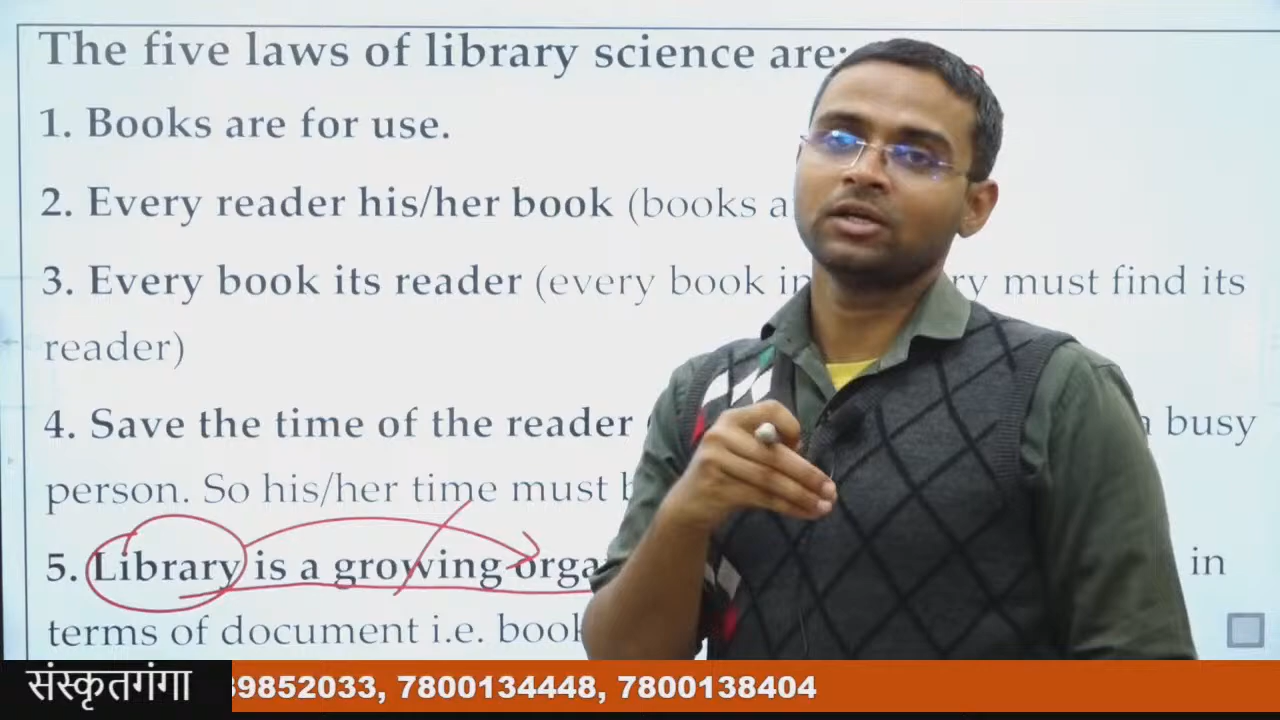 The five laws of library science are:
1. Books are for use.
2. Every reader his/her book (books a
3. Every book its reader (every book in ry must find its
reader)
4. Save the time of the reader busy
person. So his/her time must b
5. Library is a growing orga in
terms of document i.e. book
संस्कृतगंगा
39852033, 7800134448, 7800138404